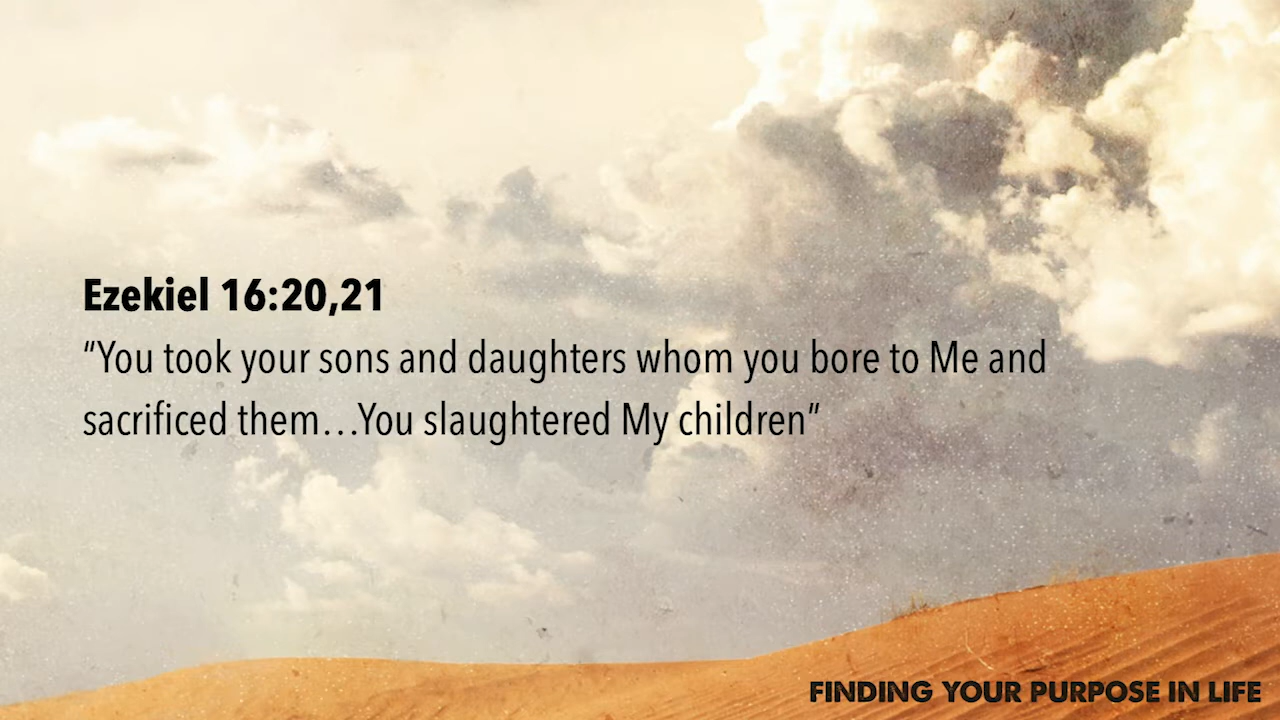 Ezekiel 16:20,21
“You took your sons and daughters whom you bore to Me and
sacrificed them…You slaughtered My children”
FINDING YOUR PURPOSE IN LIFE